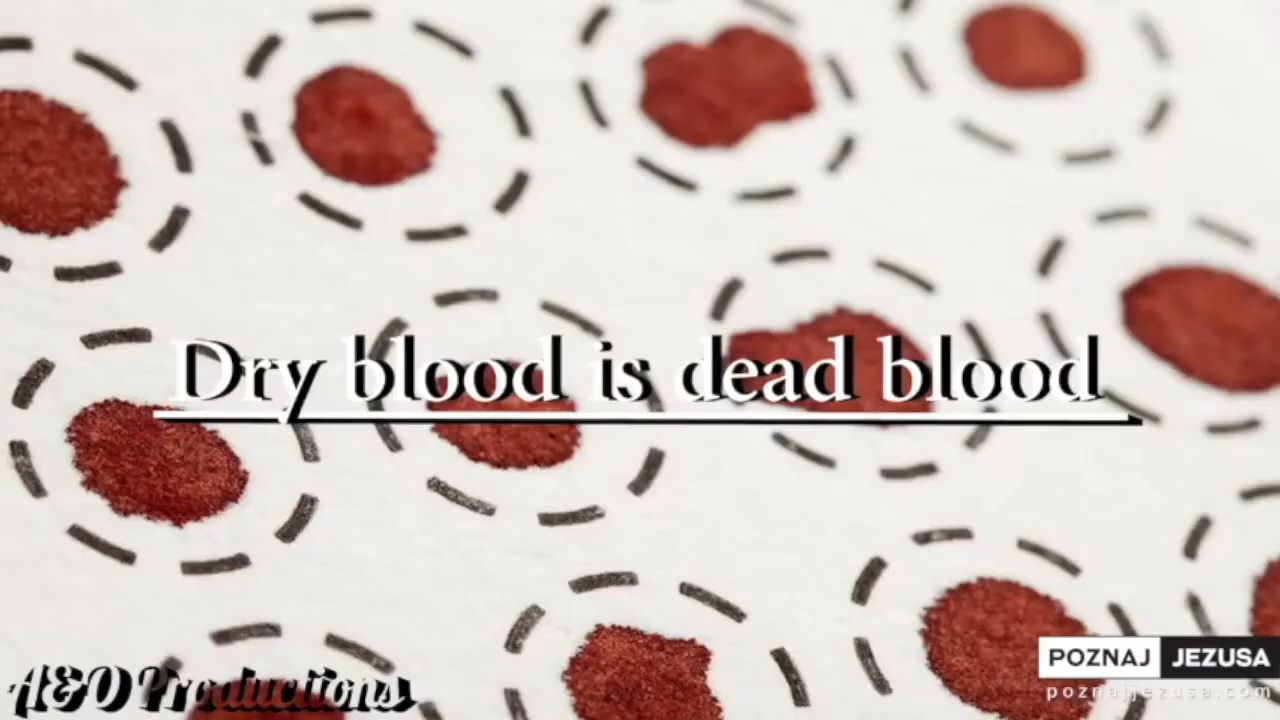 Dry blood is dead blood
A&O Productions
POZNAJ JEZUSA
poznajjezusa.com